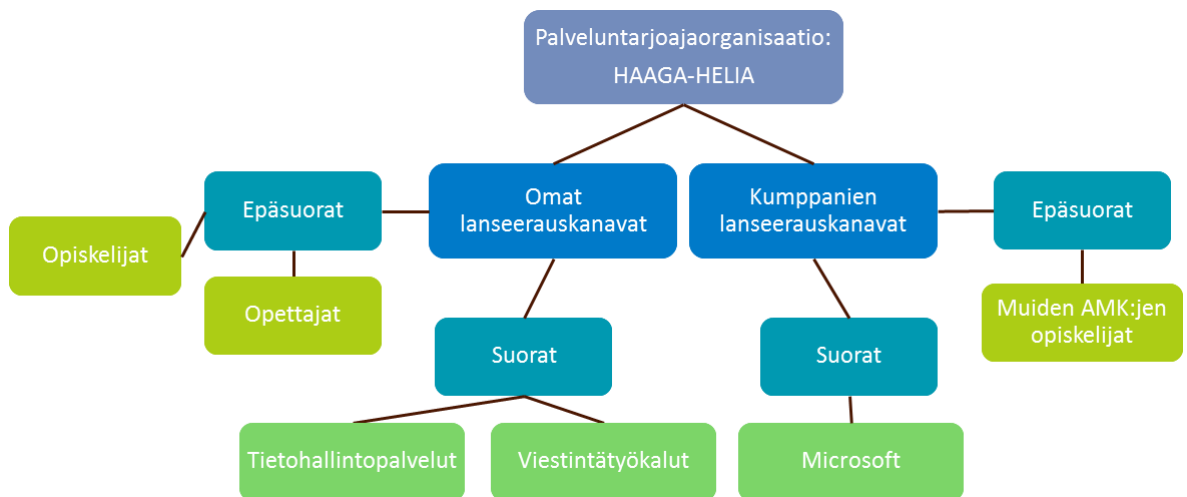 Palveluntarjoajaorganisaatio:
HAAGA-HELIA
Omat
lanseerauskanavat
Kumppanien
lanseerauskanavat
Epäsuorat
Epäsuorat
Opiskelijat
Opettajat
Muiden AMK:jen
opiskelijat
Suorat
Suorat
Tietohallintopalvelut
Viestintätyökalut
Microsoft